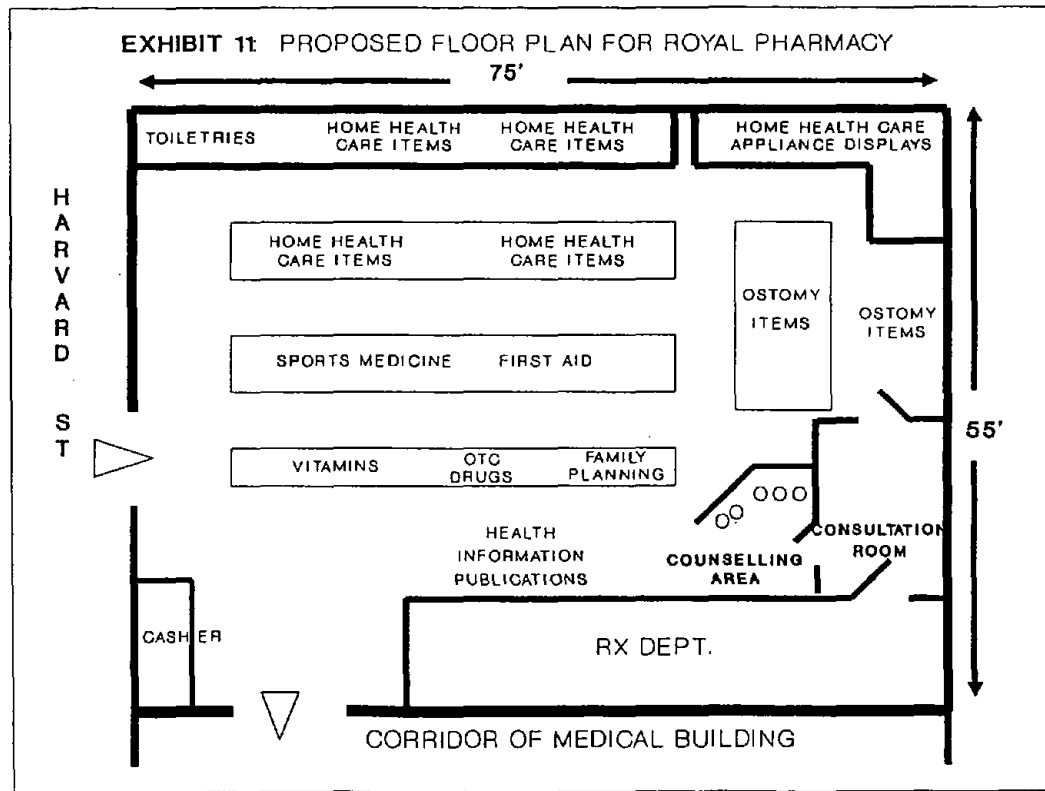 EXHIBIT 11: PROPOSED FLOOR PLAN FOR ROYAL PHARMACY
75'
TOILETRIES
HOME HEALTH
CARE ITEMS
HOME HEALTH
CARE ITEMS
HOME HEALTH CARE
APPLIANCE DISPLAYS
HARVARD ST
HOME HEALTH
CARE ITEMS
HOME HEALTH
CARE ITEMS
OSTOMY
ITEMS
OSTOMY
ITEMS
SPORTS MEDICINE
FIRST AID
55'
VITAMINS
OTC
DRUGS
FAMILY
PLANNING
HEALTH
INFORMATION
PUBLICATIONS
COUNSELLING
AREA
CONSULTATION
ROOM
CASHIER
RX DEPT.
CORRIDOR OF MEDICAL BUILDING